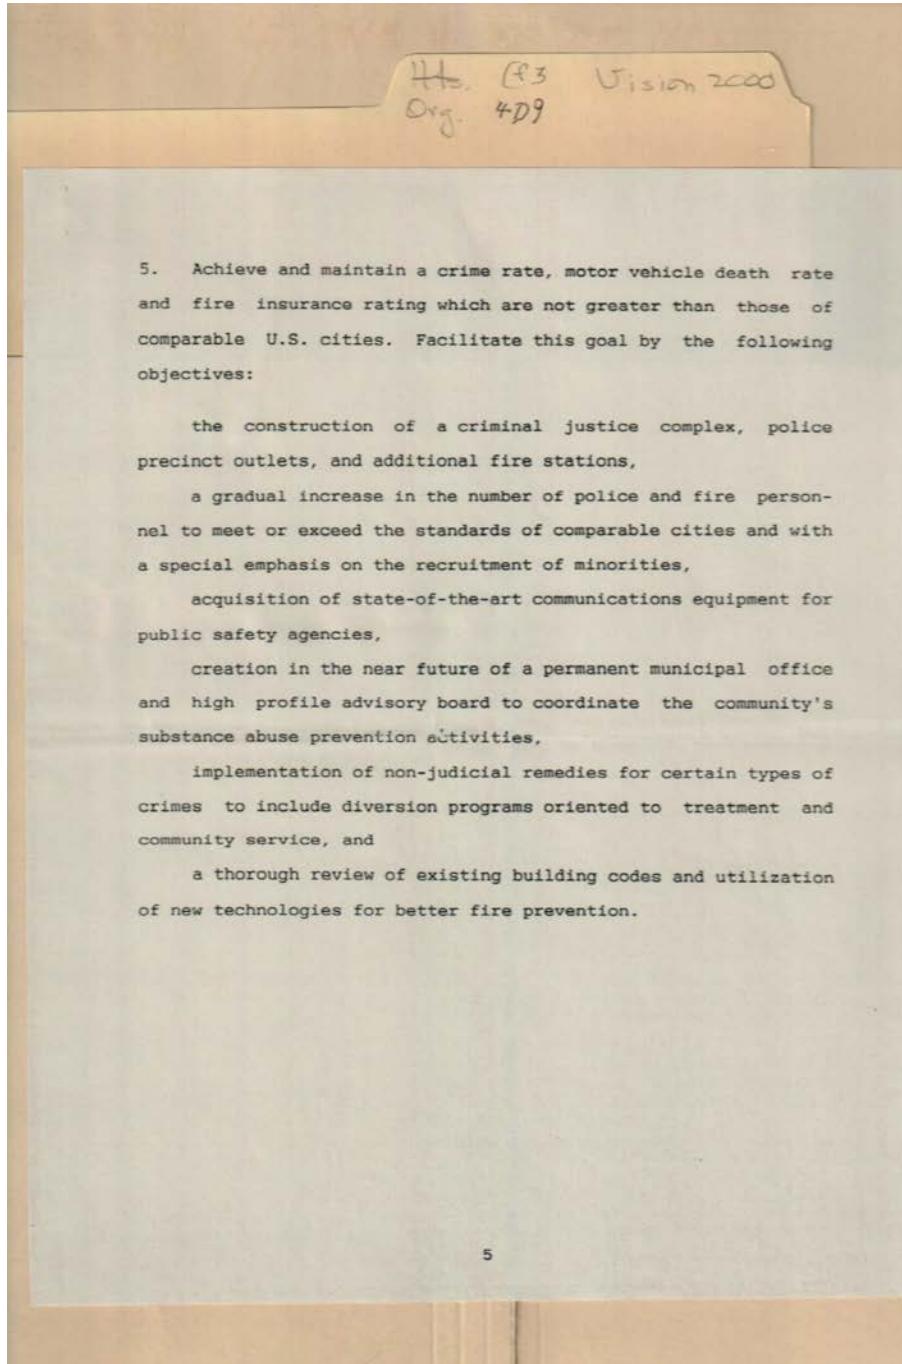 Hts. Cf3 Vision 2000
Org. 4D9
5. Achieve and maintain a crime rate, motor vehicle death rate
and fire insurance rating which are not greater than those of
comparable U.S. cities. Facilitate this goal by the following
objectives:
the construction of a criminal justice complex, police
precinct outlets, and additional fire stations,
a gradual increase in the number of police and fire person-
nel to meet or exceed the standards of comparable cities and with
a special emphasis on the recruitment of minorities,
acquisition of state-of-the-art communications equipment for
public safety agencies,
creation in the near future of a permanent municipal office
and high profile advisory board to coordinate the community's
substance abuse prevention activities,
implementation of non-judicial remedies for certain types of
crimes to include diversion programs oriented to treatment and
community service, and
a thorough review of existing building codes and utilization
of new technologies for better fire prevention.
5